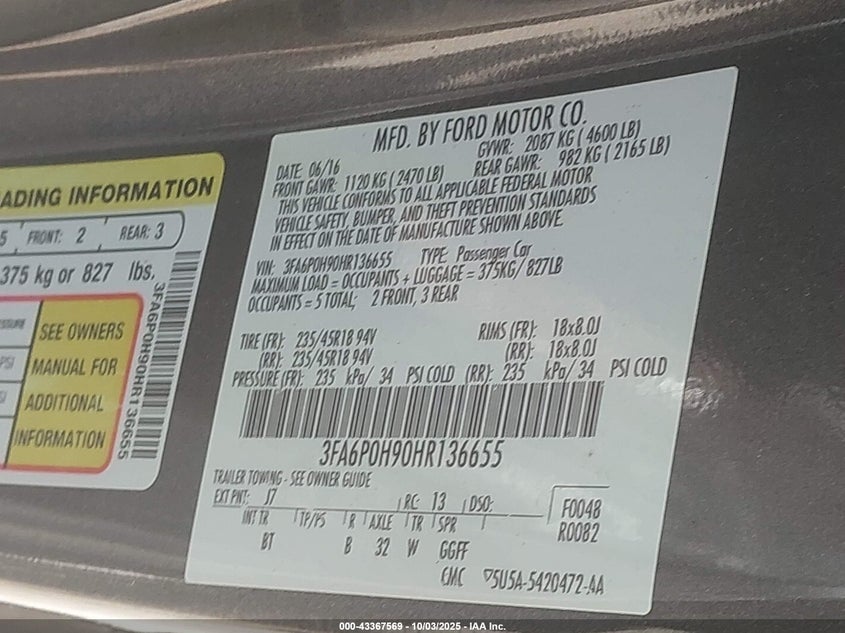 ADING INFORMATION
5 FRONT: 2 REAR: 3
375 kg or 827 lbs.
SEE OWNERS
PSI MANUAL FOR
ADDITIONAL
INFORMATION
3FA6P0H90HR136655
MFD. BY FORD MOTOR CO.
DATE: 06/16 GVWR: 2087 KG (4600 LB)
FRONT GAWR: 1120 KG (2470 LB) REAR GAWR: 982 KG (2165 LB)
THIS VEHICLE CONFORMS TO ALL APPLICABLE FEDERAL MOTOR
VEHICLE SAFETY, BUMPER, AND THEFT PREVENTION STANDARDS
IN EFFECT ON THE DATE OF MANUFACTURE SHOWN ABOVE.
VIN: 3FA6P0H90HR136655 TYPE: Passenger Car
MAXIMUM LOAD = OCCUPANTS + LUGGAGE = 375KG/ 827LB
OCCUPANTS = 5 TOTAL; 2 FRONT, 3 REAR
TIRE (FR): 235/45R18 94V RIMS (FR): 18x8.0J
(RR): 235/45R18 94V (RR): 18x8.0J
PRESSURE (FR): 235 kPa/ 34 PSI COLD (RR): 235 kPa/ 34 PSI COLD
3FA6P0H90HR136655
TRAILER TOWING - SEE OWNER GUIDE
EXT PNT: J7 RC: 13 DSO: F0048
INT TR TP/PS R AXLE TR SPR R0082
BT B 32 W GGFF
CMC ▽5U5A-5420472-AA
000-43367569 - 10/03/2025 - IAA Inc.